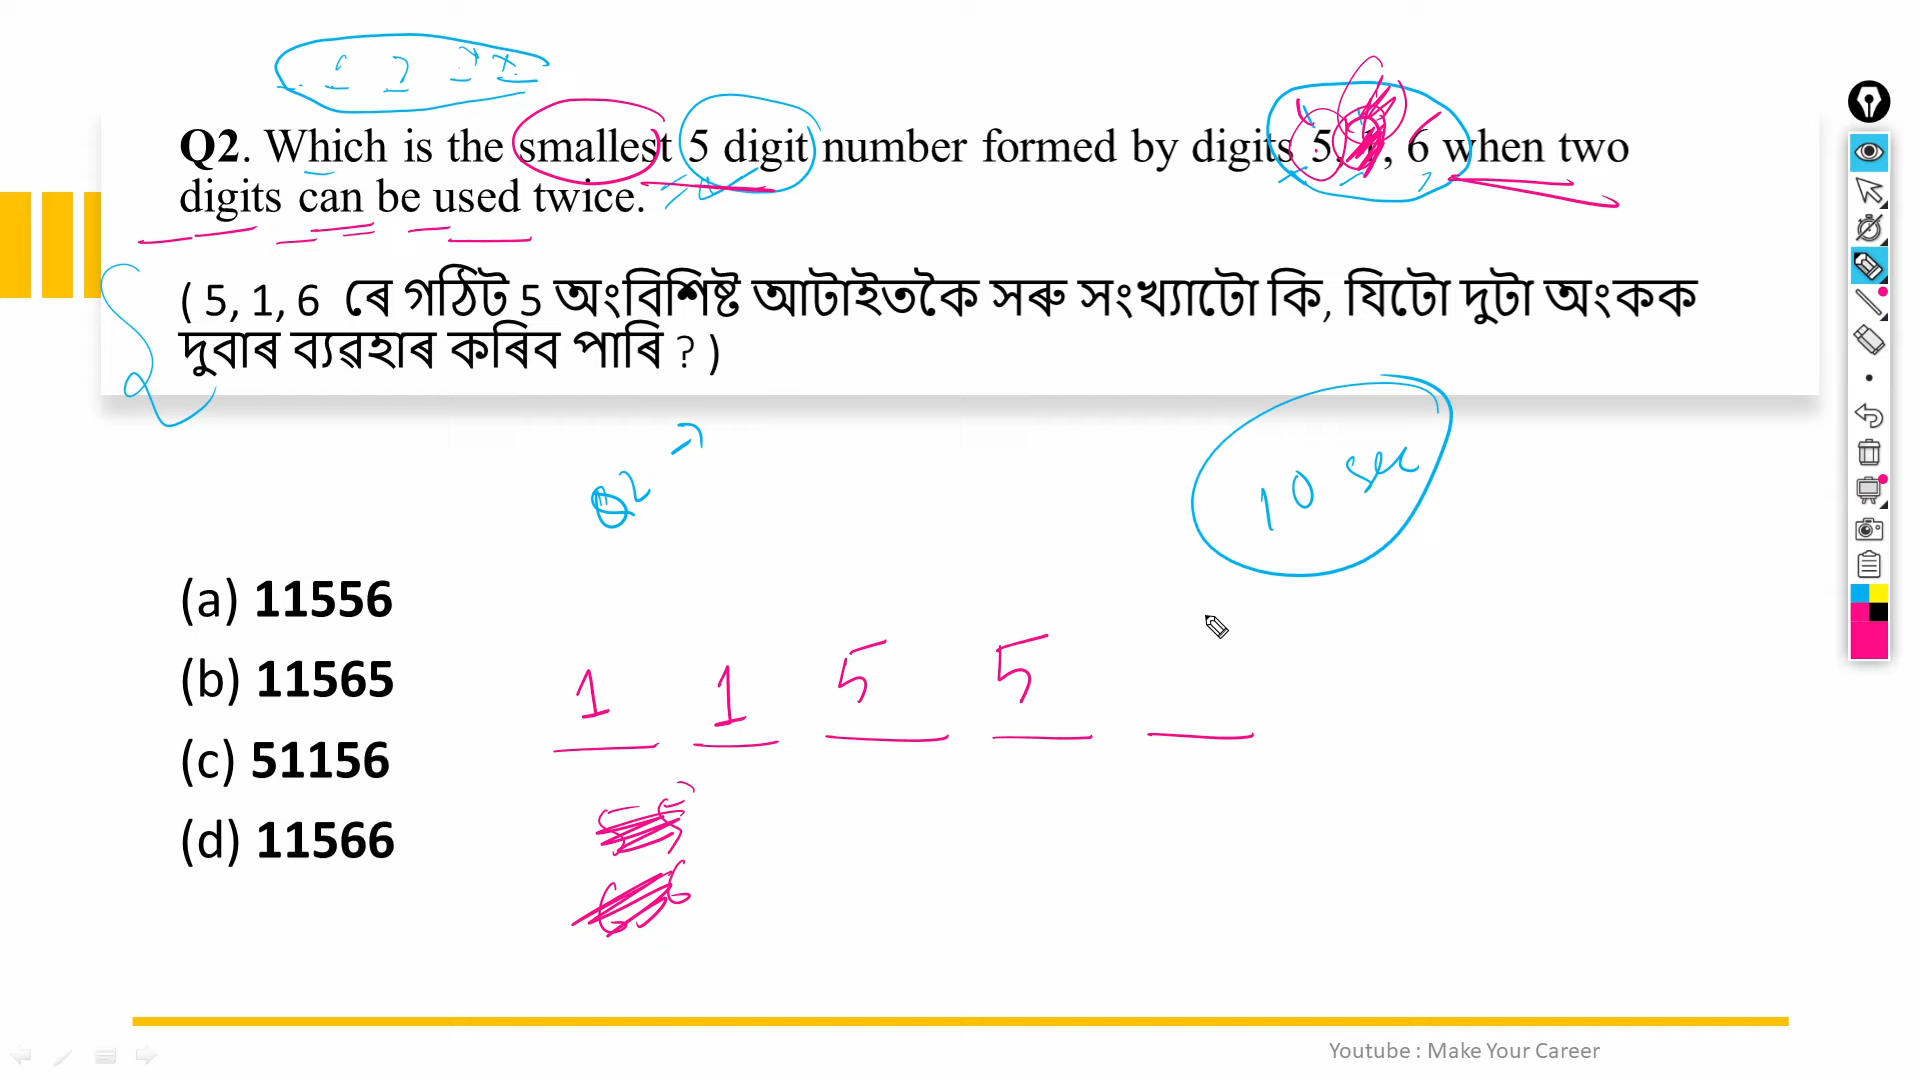 Q2. Which is the smallest 5 digit number formed by digits 5, 1, 6 when two
digits can be used twice.
( 5, 1, 6 ৰে গঠিট 5 অংবিশিষ্ট আটাইতকৈ সৰু সংখ্যাটো কি, যিটো দুটা অংকক
দুবাৰ ব্যৱহাৰ কৰিব পাৰি ? )
10 sec
Q2
(a) 11556
(b) 11565
1 1 5 5
(c) 51156
(d) 11566
Youtube : Make Your Career